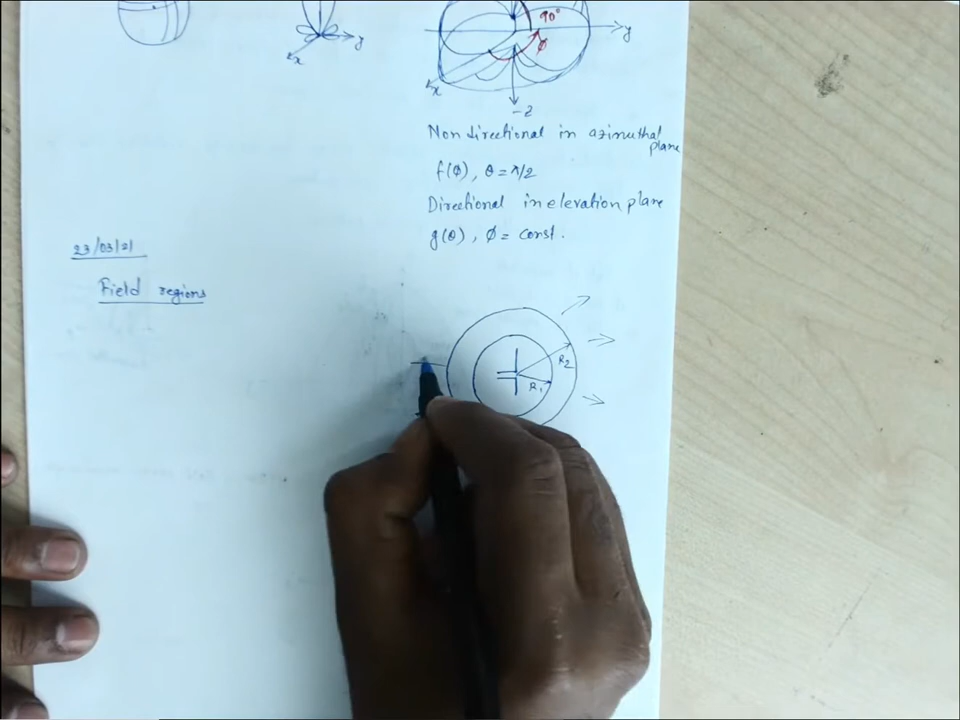 y
x
90°
φ
y
x
-z
Non directional in azimuthal plane
f(φ), θ = π/2
Directional in elevation plane
g(θ), φ = const.
23/03/21
Field regions
R2
R1